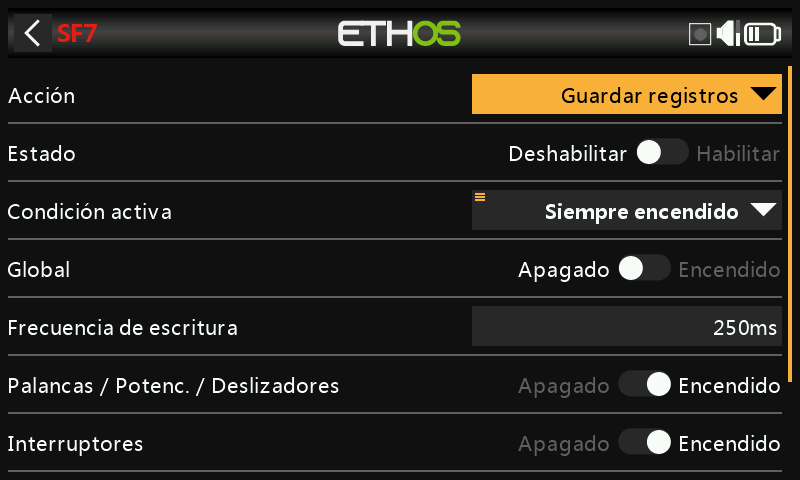 SF7 ETHOS
Acción Guardar registros
Estado Deshabilitar Habilitar
Condición activa Siempre encendido
Global Apagado Encendido
Frecuencia de escritura 250ms
Palancas / Potenc. / Deslizadores Apagado Encendido
Interruptores Apagado Encendido